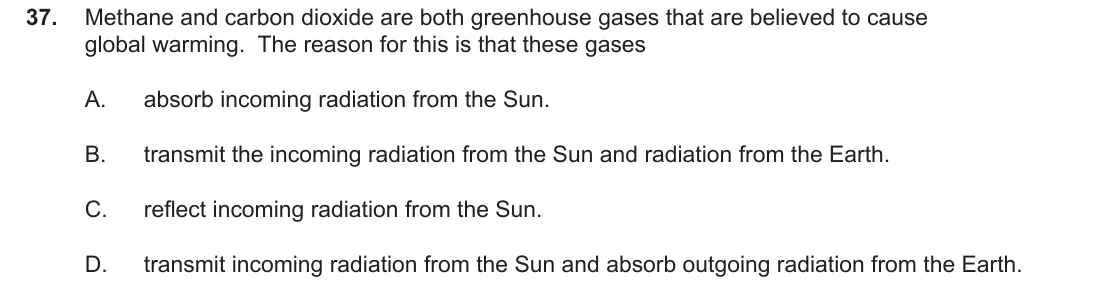 37. Methane and carbon dioxide are both greenhouse gases that are believed to cause
global warming. The reason for this is that these gases
A. absorb incoming radiation from the Sun.
B. transmit the incoming radiation from the Sun and radiation from the Earth.
C. reflect incoming radiation from the Sun.
D. transmit incoming radiation from the Sun and absorb outgoing radiation from the Earth.